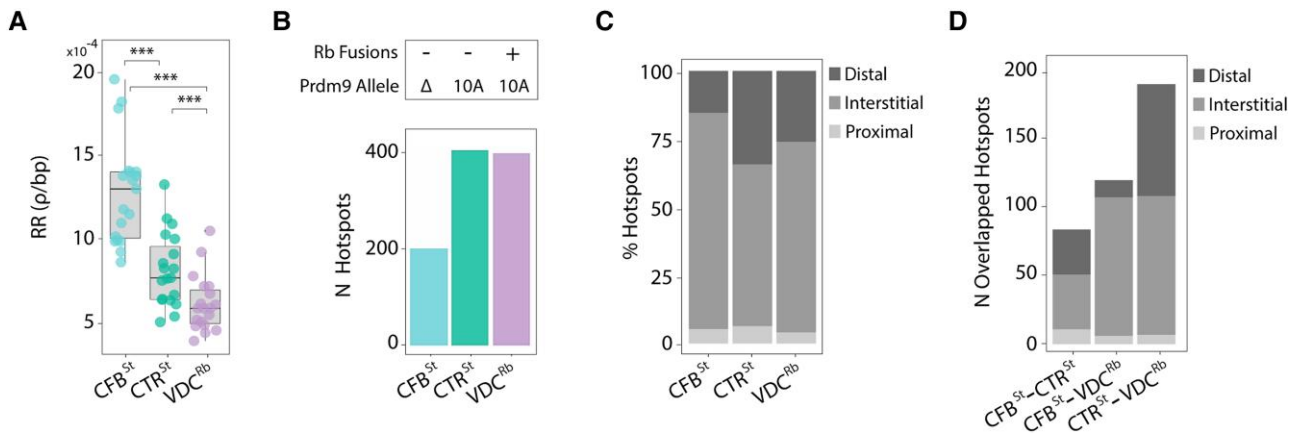 A
×10⁻⁴
20
15
10
5
RR (ρ/bp)
***
***
***
CFB^St
CTR^St
VDC^Rb
B
Rb Fusions - - +
Prdm9 Allele Δ 10A 10A
400
200
0
N Hotspots
CFB^St
CTR^St
VDC^Rb
C
100
75
50
25
0
% Hotspots
Distal
Interstitial
Proximal
CFB^St
CTR^St
VDC^Rb
D
200
150
100
50
0
N Overlapped Hotspots
Distal
Interstitial
Proximal
CFB^St-CTR^St
CFB^St-VDC^Rb
CTR^St-VDC^Rb